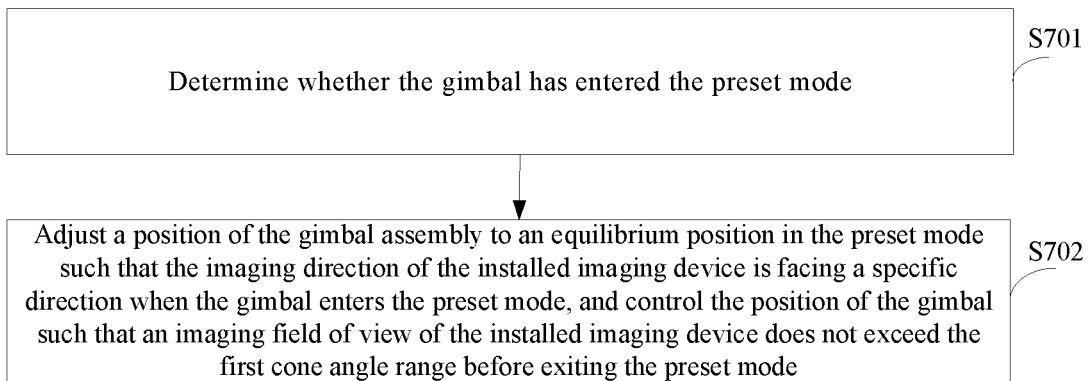 S701
Determine whether the gimbal has entered the preset mode
S702
Adjust a position of the gimbal assembly to an equilibrium position in the preset mode
such that the imaging direction of the installed imaging device is facing a specific
direction when the gimbal enters the preset mode, and control the position of the gimbal
such that an imaging field of view of the installed imaging device does not exceed the
first cone angle range before exiting the preset mode